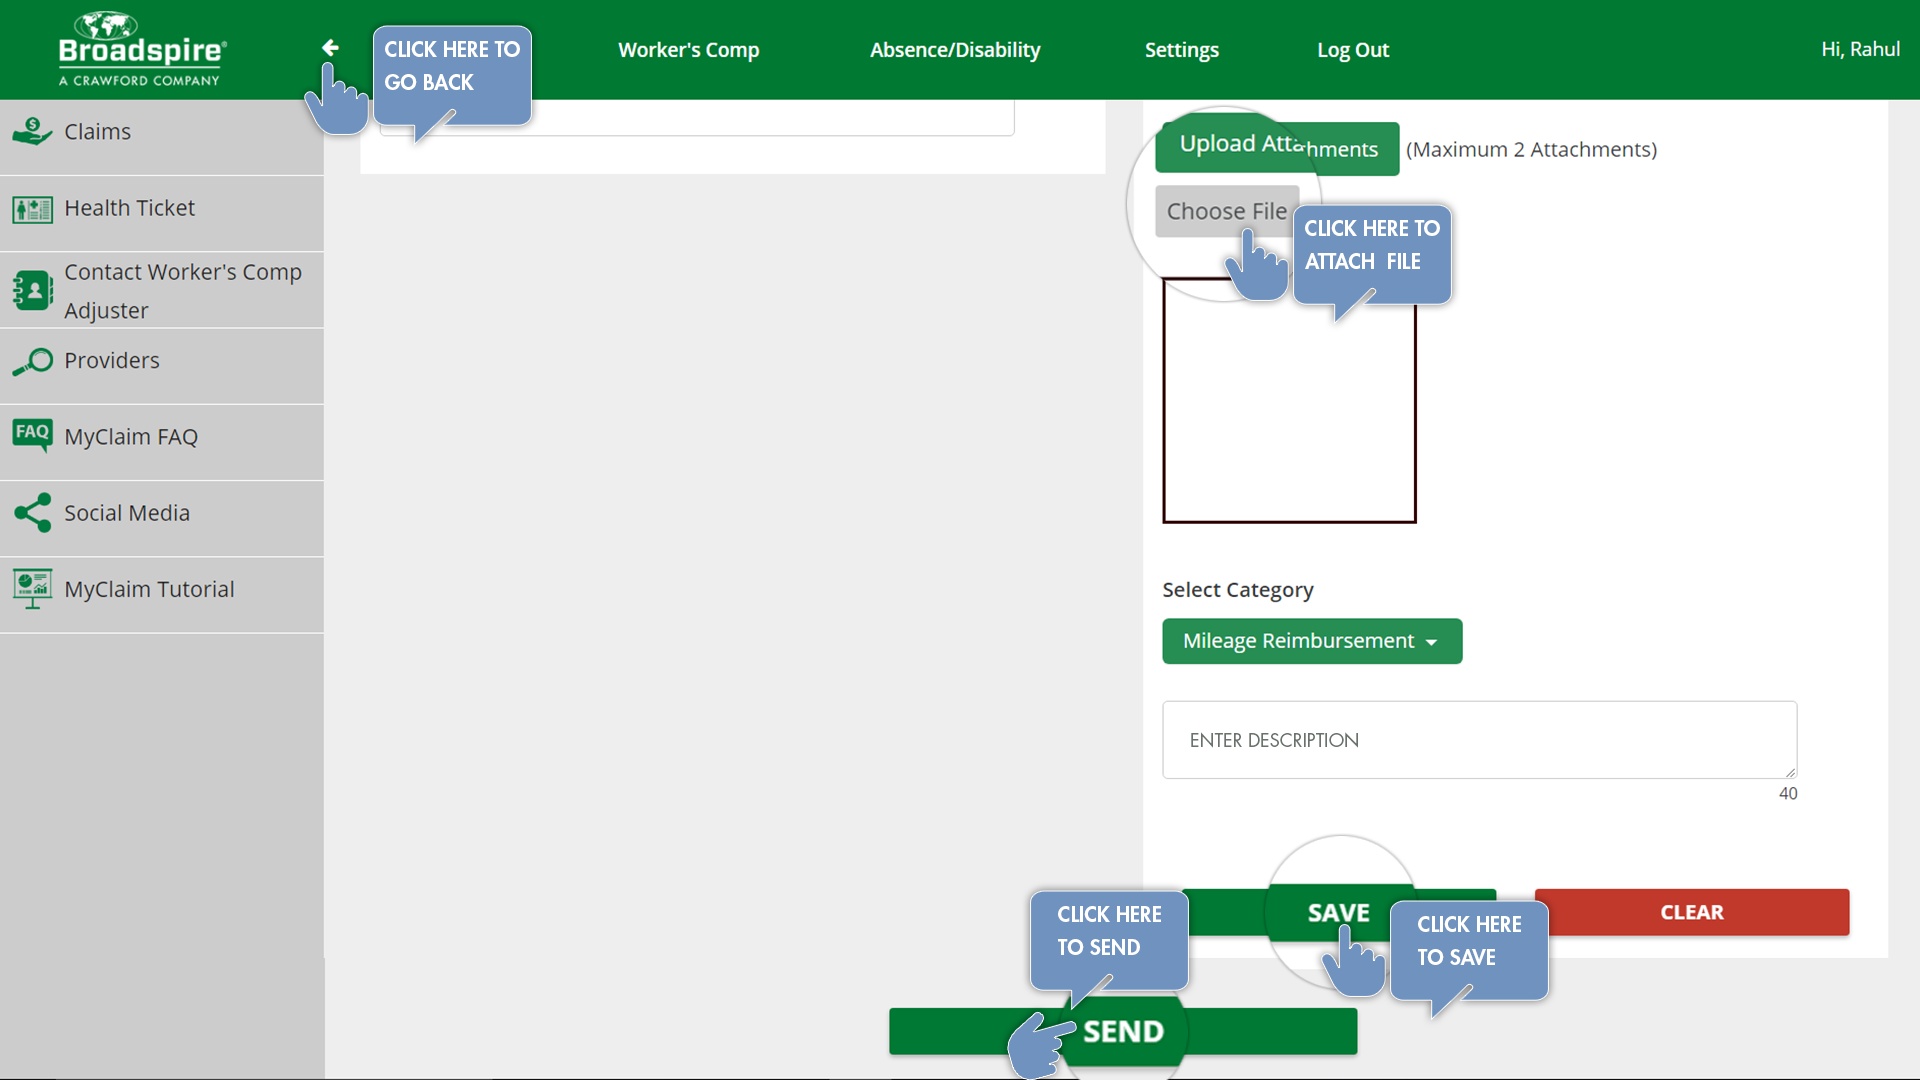 Broadspire®
A CRAWFORD COMPANY
CLICK HERE TO
GO BACK
Worker's Comp
Absence/Disability
Settings
Log Out
Hi, Rahul
Claims
Health Ticket
Contact Worker's Comp
Adjuster
Providers
FAQ
MyClaim FAQ
Social Media
MyClaim Tutorial
Upload Attachments (Maximum 2 Attachments)
Choose File
CLICK HERE TO
ATTACH FILE
Select Category
Mileage Reimbursement
ENTER DESCRIPTION
40
SAVE
CLEAR
CLICK HERE
TO SEND
CLICK HERE
TO SAVE
SEND